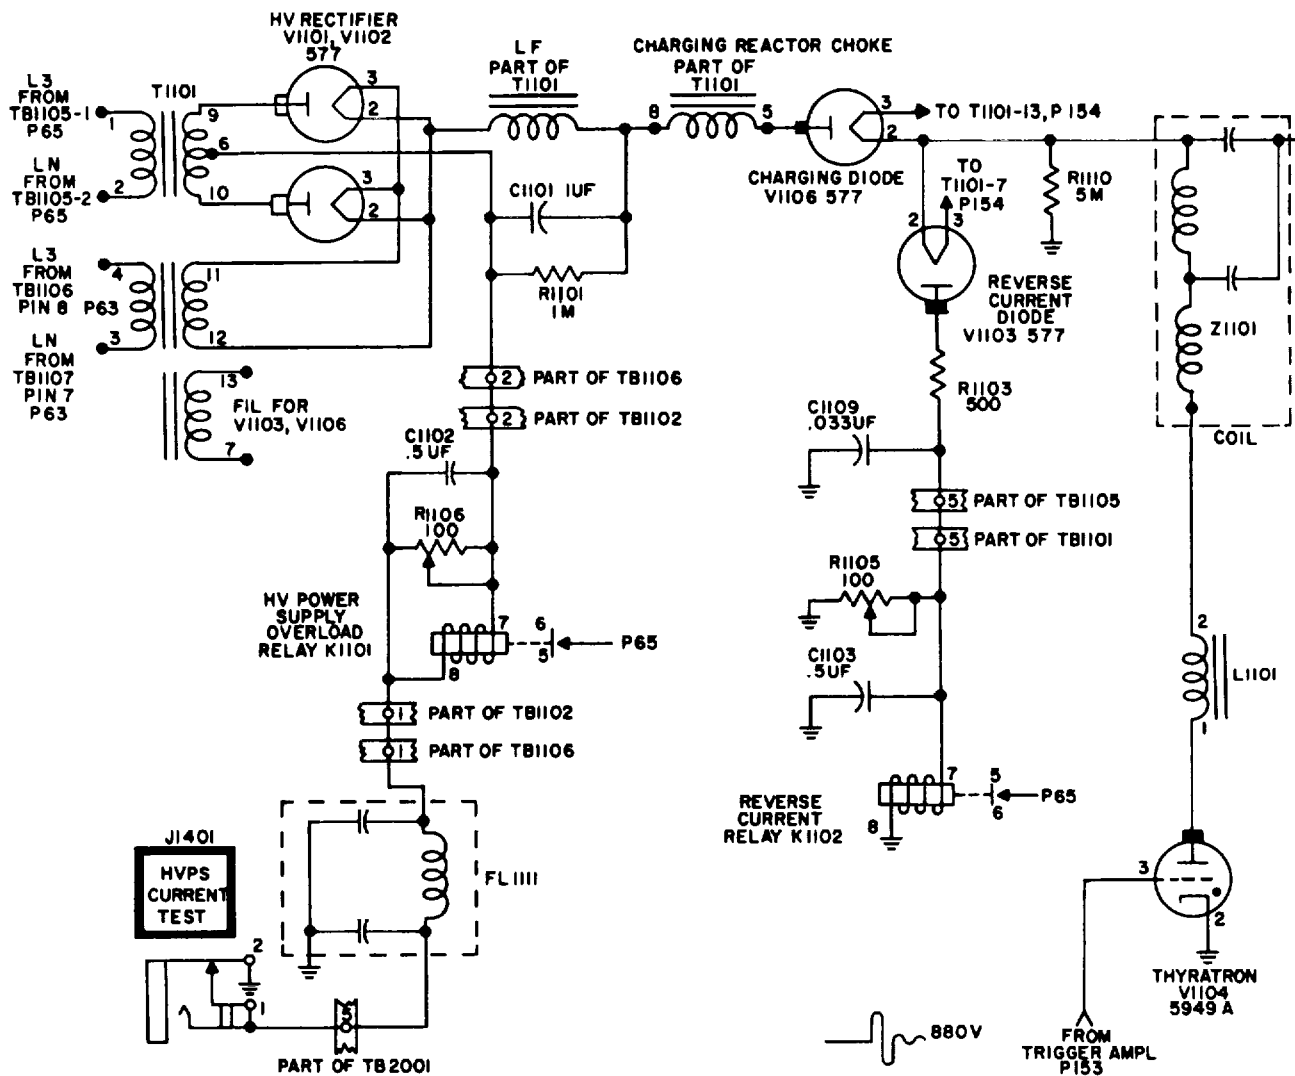 HV RECTIFIER
V1101, V1102
577
L3
FROM
TB1105-1
P65
1
T1101
9
3
2
6
LN
FROM
TB1105-2
P65
2
10
3
2
LF
PART OF
T1101
CHARGING REACTOR CHOKE
PART OF
T1101
8
5
3
2
TO T1101-13, P 154
CHARGING DIODE
V1106 577
TO
T1101-7
P154
2
3
R1110
5M
C1101 1UF
R1101
1M
L3
FROM
TB1106
PIN 8
P63
4
11
LN
FROM
TB1107
PIN 7
P63
3
12
13
FIL FOR
V1103, V1106
7
REVERSE
CURRENT
DIODE
V1103 577
Z1101
COIL
2
PART OF TB1106
2
PART OF TB1102
R1103
500
C1109
.033UF
C1102
.5UF
R1106
100
5
PART OF TB1105
5
PART OF TB1101
R1105
100
HV POWER
SUPPLY
OVERLOAD
RELAY K1101
7
6
5
8
P65
C1103
.5UF
2
L1101
1
1
PART OF TB1102
1
PART OF TB1106
REVERSE
CURRENT
RELAY K1102
7
5
6
8
P65
J1401
HVPS
CURRENT
TEST
FL1111
3
2
THYRATRON
V1104
5949A
2
1
5
PART OF TB2001
880V
FROM
TRIGGER AMPL
P153